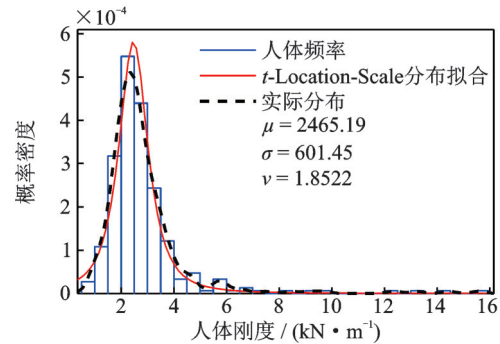 ×10⁻⁴
6
5
4
3
2
1
0
概率密度
人体频率
t-Location-Scale分布拟合
实际分布
μ = 2465.19
σ = 601.45
v = 1.8522
2 4 6 8 10 12 14 16
人体刚度 / (kN·m⁻¹)